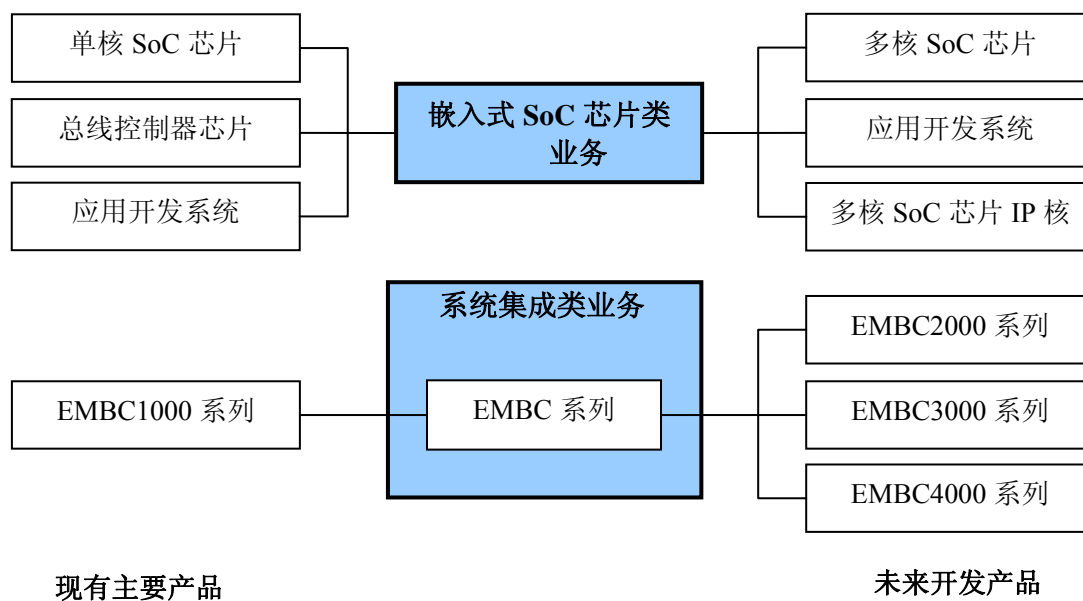 单核 SoC 芯片
总线控制器芯片
应用开发系统
嵌入式 SoC 芯片类
业务
多核 SoC 芯片
应用开发系统
多核 SoC 芯片 IP 核
系统集成类业务
EMBC1000 系列
EMBC 系列
EMBC2000 系列
EMBC3000 系列
EMBC4000 系列
现有主要产品
未来开发产品